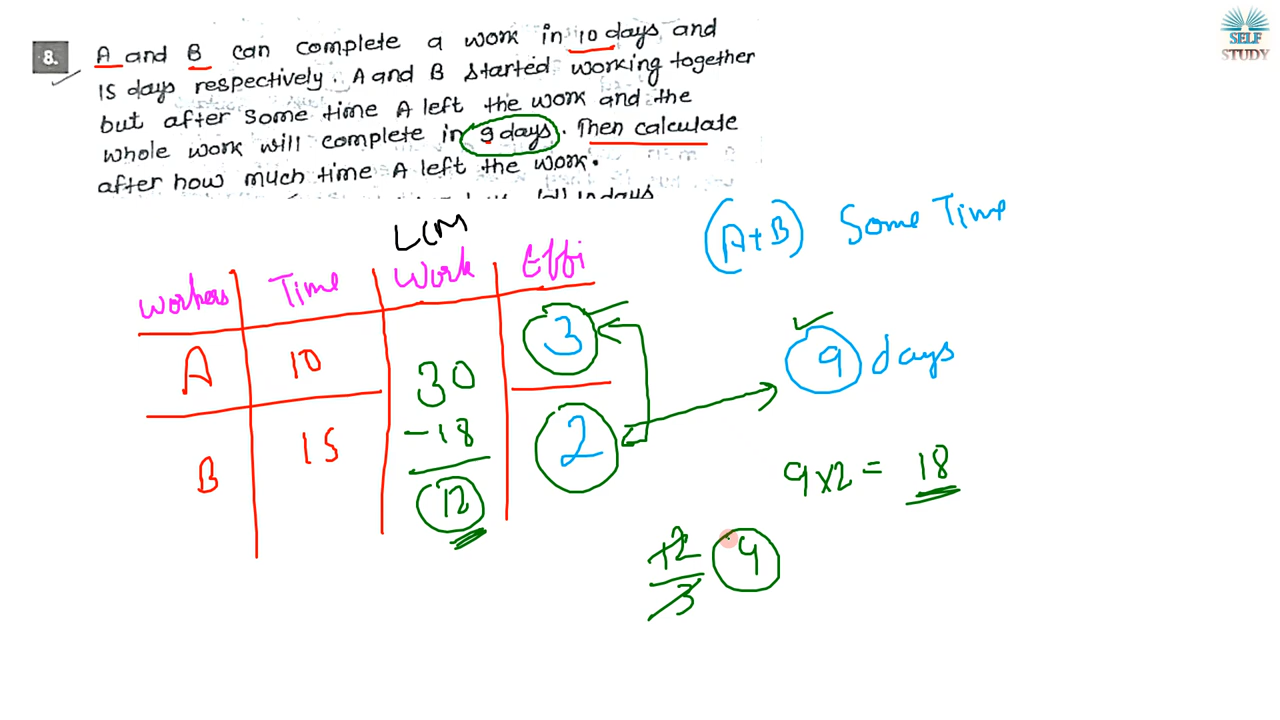 SELF
STUDY
8. A and B can complete a work in 10 days and
15 days respectively. A and B started working together
but after some time A left the work and the
whole work will complete in 9 days. Then calculate
after how much time A left the work.
(A+B) Some Time
LCM
Workers Time Work Effi
A 10 30 3
9 days
B 15 -18 2
12
9x2 = 18
12/3 4